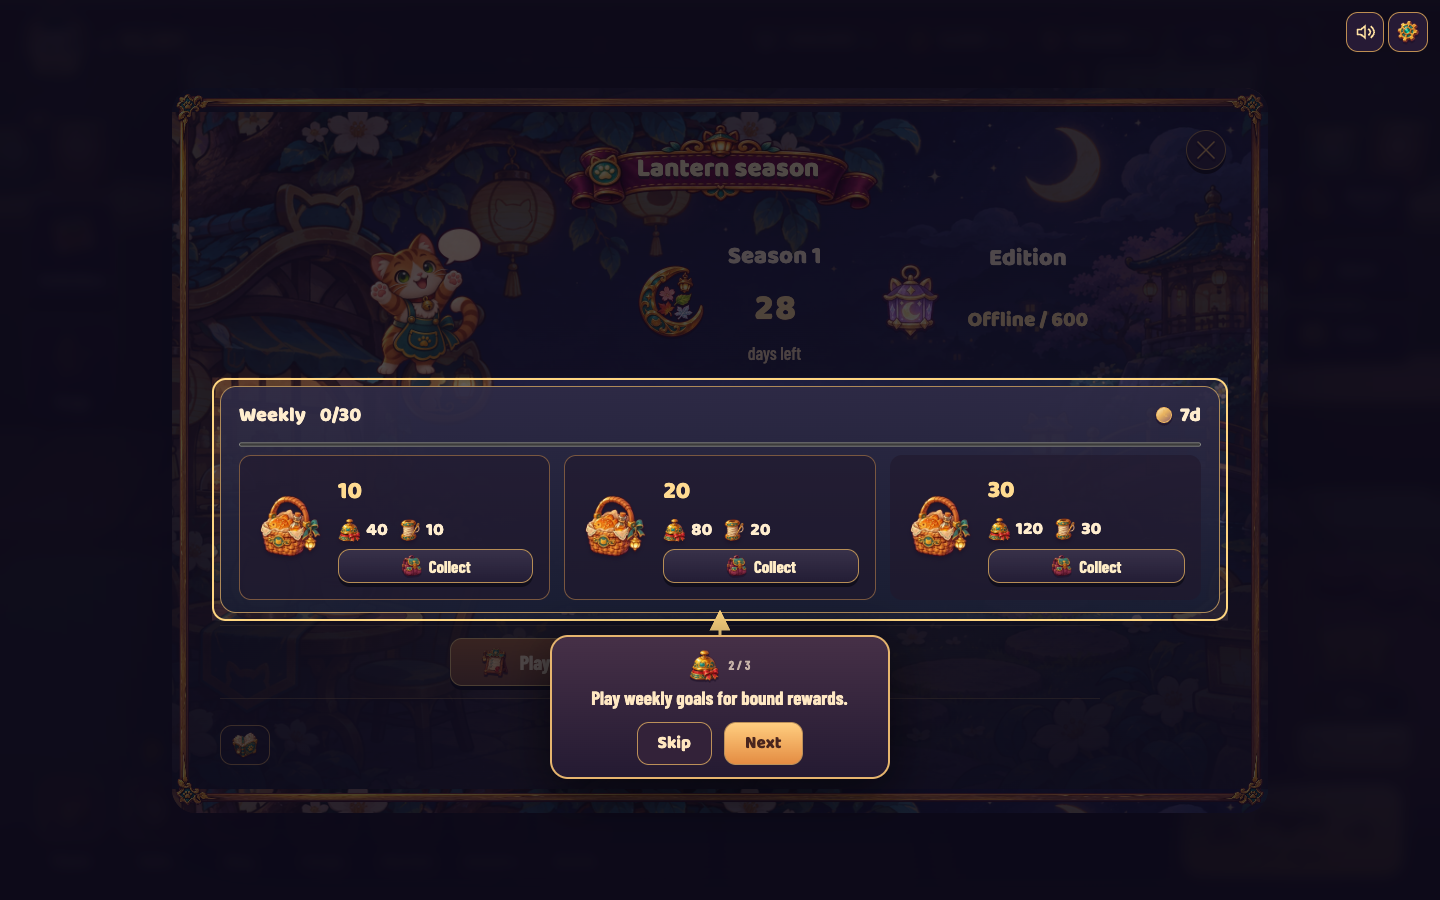 Lantern season
Season 1
28
days left
Edition
Offline / 600
Weekly 0/30
7d
10
40 10
Collect
20
80 20
Collect
30
120 30
Collect
Play
2 / 3
Play weekly goals for bound rewards.
Skip
Next